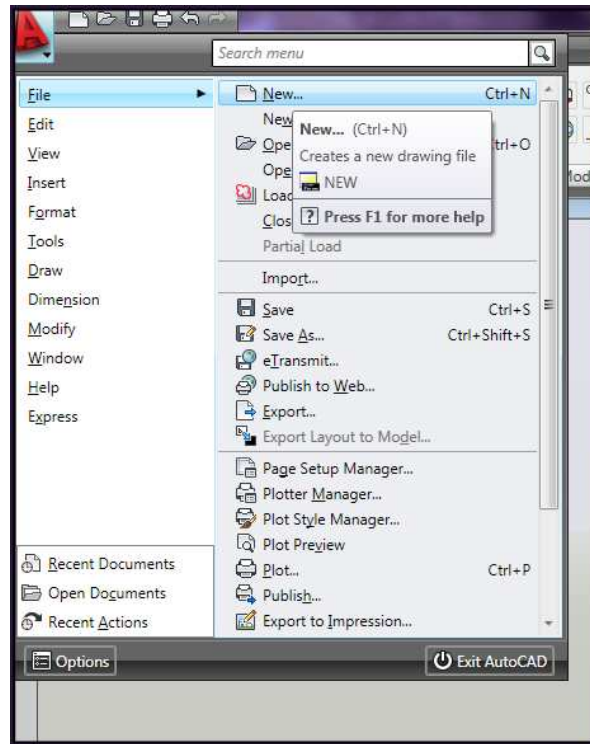 Search menu
File
Edit
View
Insert
Format
Tools
Draw
Dimension
Modify
Window
Help
Express
Recent Documents
Open Documents
Recent Actions
New... Ctrl+N
New
Ope trl+O
Ope
Load
Clos
Partial Load
Import...
Save Ctrl+S
Save As... Ctrl+Shift+S
eTransmit...
Publish to Web...
Export...
Export Layout to Model...
Page Setup Manager...
Plotter Manager...
Plot Style Manager...
Plot Preview
Plot... Ctrl+P
Publish...
Export to Impression...
New... (Ctrl+N)
Creates a new drawing file
NEW
Press F1 for more help
Mod
Options
Exit AutoCAD